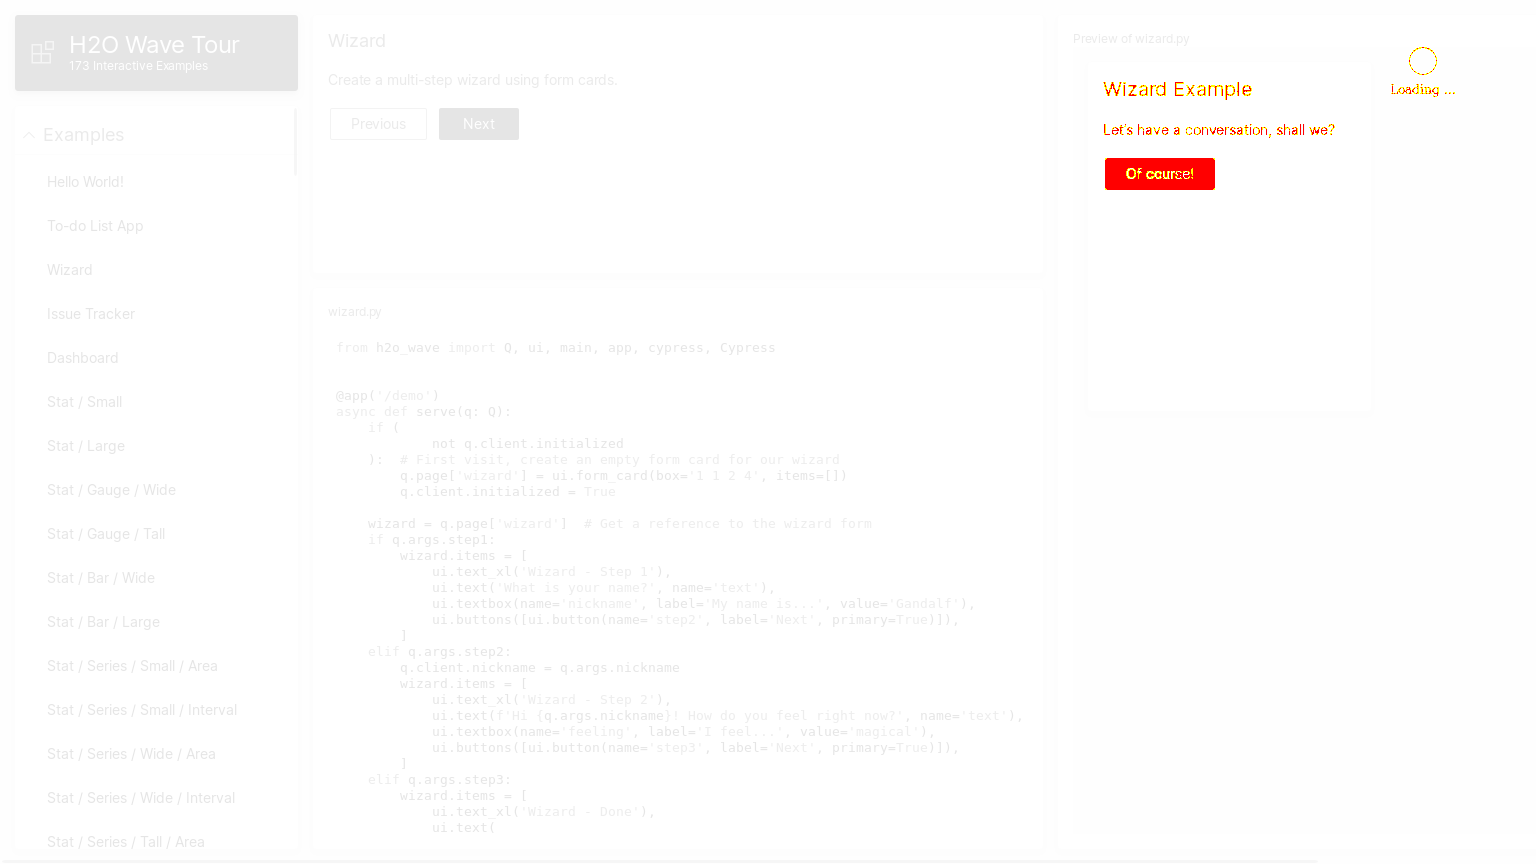 H2O Wave Tour
173 Interactive Examples
Examples
Hello World!
To-do List App
Wizard
Issue Tracker
Dashboard
Stat / Small
Stat / Large
Stat / Gauge / Wide
Stat / Gauge / Tall
Stat / Bar / Wide
Stat / Bar / Large
Stat / Series / Small / Area
Stat / Series / Small / Interval
Stat / Series / Wide / Area
Stat / Series / Wide / Interval
Stat / Series / Tall / Area
Wizard
Create a multi-step wizard using form cards.
Previous Next
wizard.py
from h2o_wave import Q, ui, main, app, cypress, Cypress
@app('/demo')
async def serve(q: Q):
    if (
            not q.client.initialized
    ):  # First visit, create an empty form card for our wizard
        q.page['wizard'] = ui.form_card(box='1 1 2 4', items=[])
        q.client.initialized = True
    wizard = q.page['wizard']  # Get a reference to the wizard form
    if q.args.step1:
        wizard.items = [
            ui.text_xl('Wizard - Step 1'),
            ui.text('What is your name?', name='text'),
            ui.textbox(name='nickname', label='My name is...', value='Gandalf'),
            ui.buttons([ui.button(name='step2', label='Next', primary=True)]),
        ]
    elif q.args.step2:
        q.client.nickname = q.args.nickname
        wizard.items = [
            ui.text_xl('Wizard - Step 2'),
            ui.text(f'Hi {q.args.nickname}! How do you feel right now?', name='text'),
            ui.textbox(name='feeling', label='I feel...', value='magical'),
            ui.buttons([ui.button(name='step3', label='Next', primary=True)]),
        ]
    elif q.args.step3:
        wizard.items = [
            ui.text_xl('Wizard - Done'),
            ui.text(
Preview of wizard.py
Wizard Example
Let's have a conversation, shall we?
Of course!
Loading ...